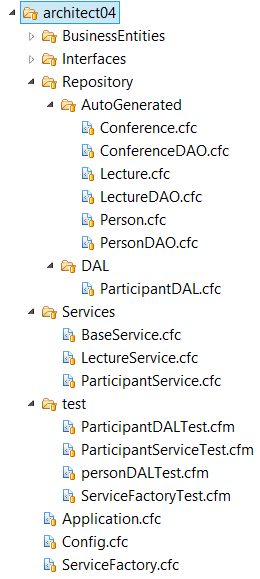 architect04
BusinessEntities
Interfaces
Repository
AutoGenerated
Conference.cfc
ConferenceDAO.cfc
Lecture.cfc
LectureDAO.cfc
Person.cfc
PersonDAO.cfc
DAL
ParticipantDAL.cfc
Services
BaseService.cfc
LectureService.cfc
ParticipantService.cfc
test
ParticipantDALTest.cfm
ParticipantServiceTest.cfm
personDALTest.cfm
ServiceFactoryTest.cfm
Application.cfc
Config.cfc
ServiceFactory.cfc